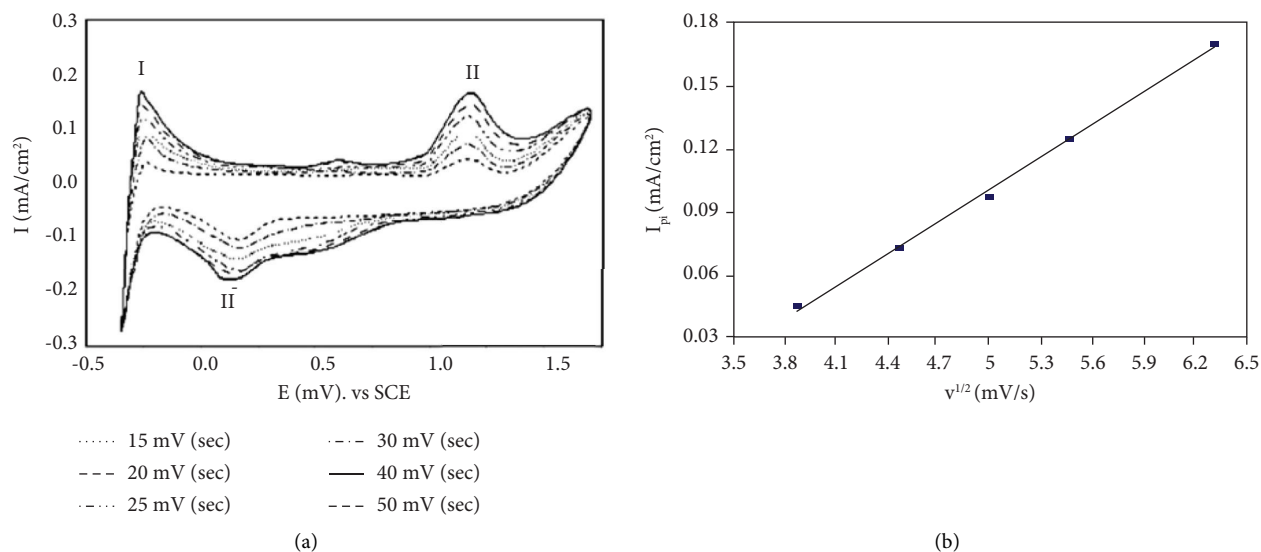 0.3
0.2
0.1
0.0
-0.1
-0.2
-0.3
I (mA/cm²)
I
II
II⁻
-0.5
0.0
0.5
1.0
1.5
E (mV). vs SCE
15 mV (sec)
20 mV (sec)
25 mV (sec)
30 mV (sec)
40 mV (sec)
50 mV (sec)
(a)
0.18
0.15
0.12
0.09
0.06
0.03
I_pi (mA/cm²)
3.5
3.8
4.1
4.4
4.7
5
5.3
5.6
5.9
6.2
6.5
v^1/2 (mV/s)
(b)